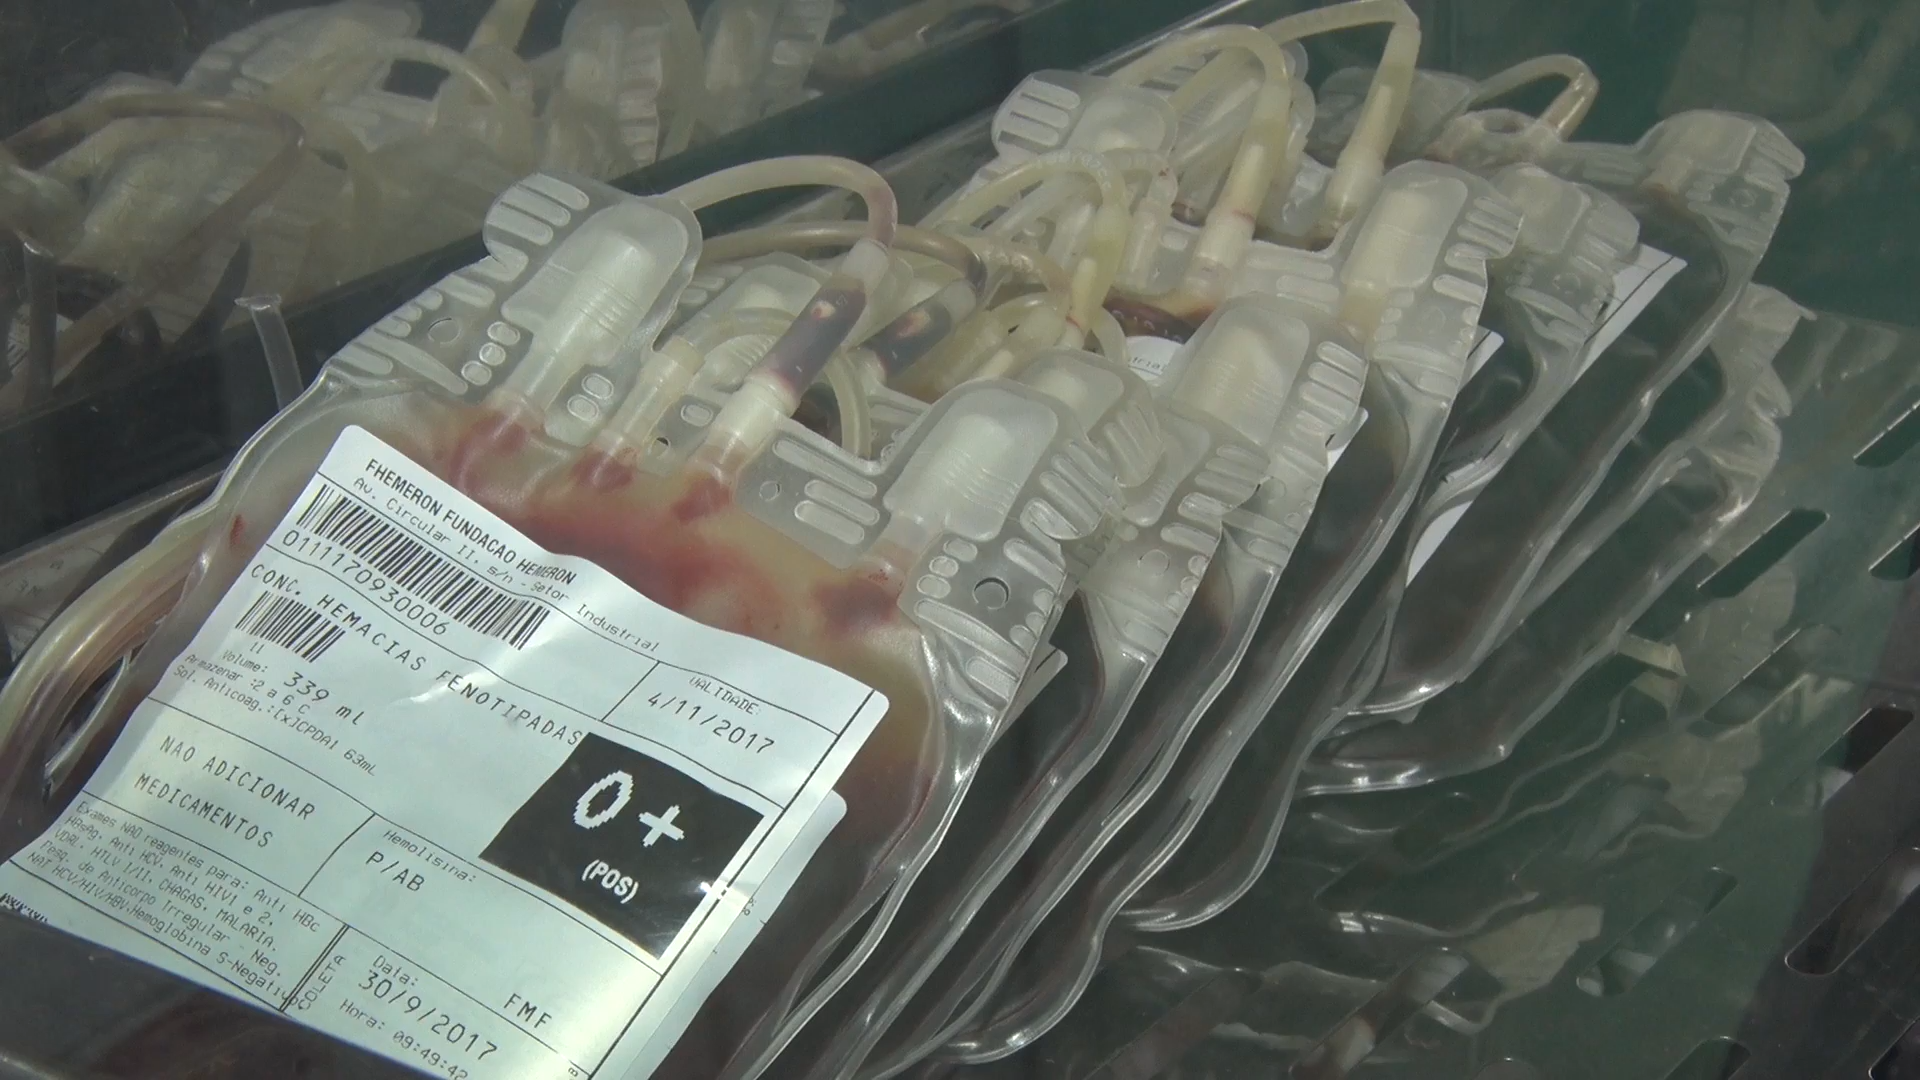 FHEMERON FUNDACAO HEMERON
Av. Circular II, s/n - Setor Industrial
0111170930006
CONC. HEMACIAS FENOTIPADAS
VALIDADE:
4/11/2017
Volume: 339 ml
Armazenar :2 a 6 C
Sol. Anticoag.:[x]CPDA1 63mL
0+
(POS)
NAO ADICIONAR
MEDICAMENTOS
Hemolisina:
P/AB
Exames NAO reagentes para: Anti HBc
HBsAg, Anti HCV, Anti HIV1 e 2,
VDRL, HTLV I/II, CHAGAS, MALARIA.
Pesq. de Anticorpo Irregular - Neg.
NAT HCV/HIV/HBV.Hemoglobina S-Negativo
COLETA
Data:
30/9/2017
FMF
Hora: 09:49:42